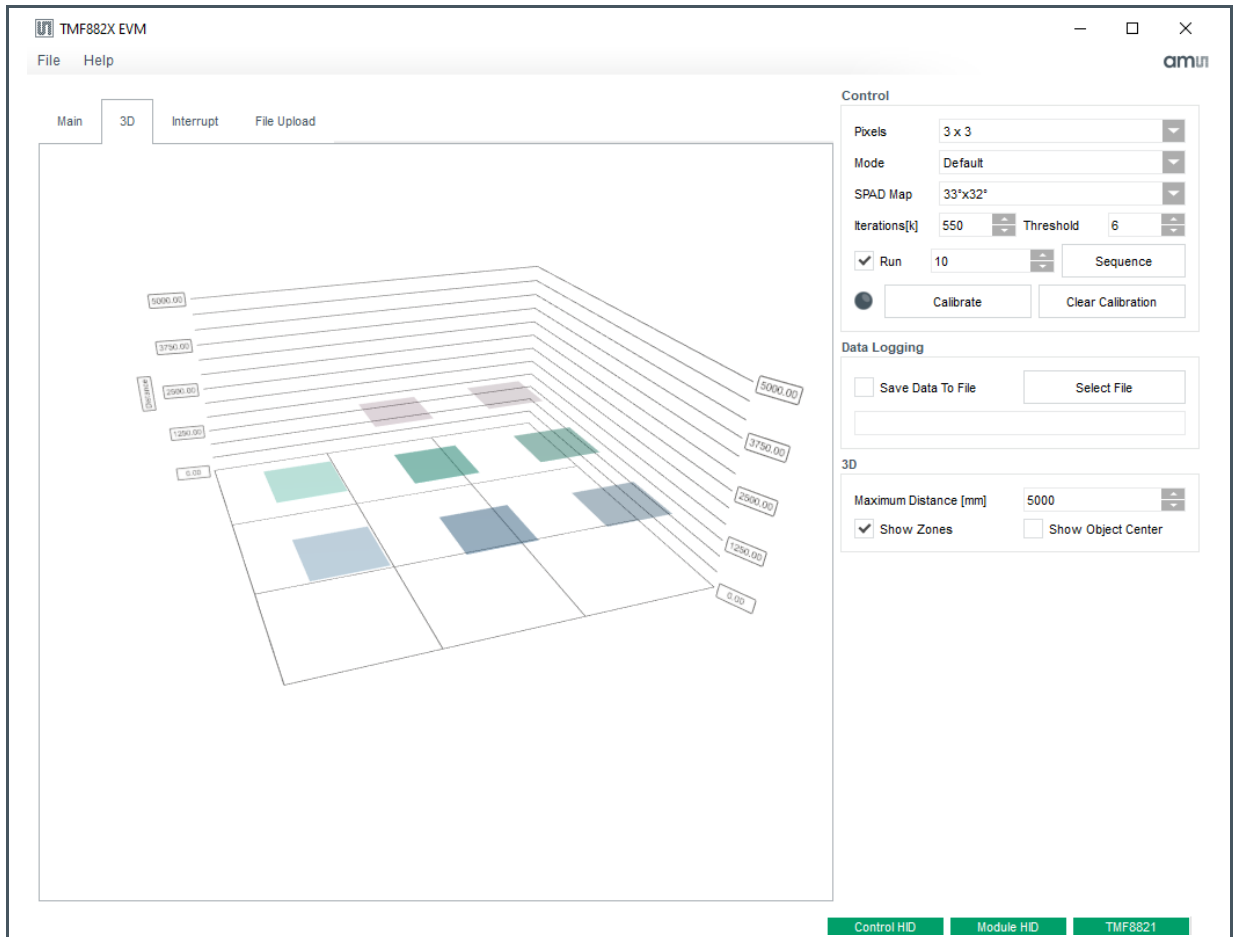 TMF882X EVM
File Help
amu
Main 3D Interrupt File Upload
5000.00
3750.00
Distance
2500.00
1250.00
0.00
5000.00
3750.00
2500.00
1250.00
0.00
Control
Pixels 3 x 3
Mode Default
SPAD Map 33°x32°
Iterations[k] 550 Threshold 6
Run 10 Sequence
Calibrate Clear Calibration
Data Logging
Save Data To File Select File
3D
Maximum Distance [mm] 5000
Show Zones Show Object Center
Control HID Module HID TMF8821